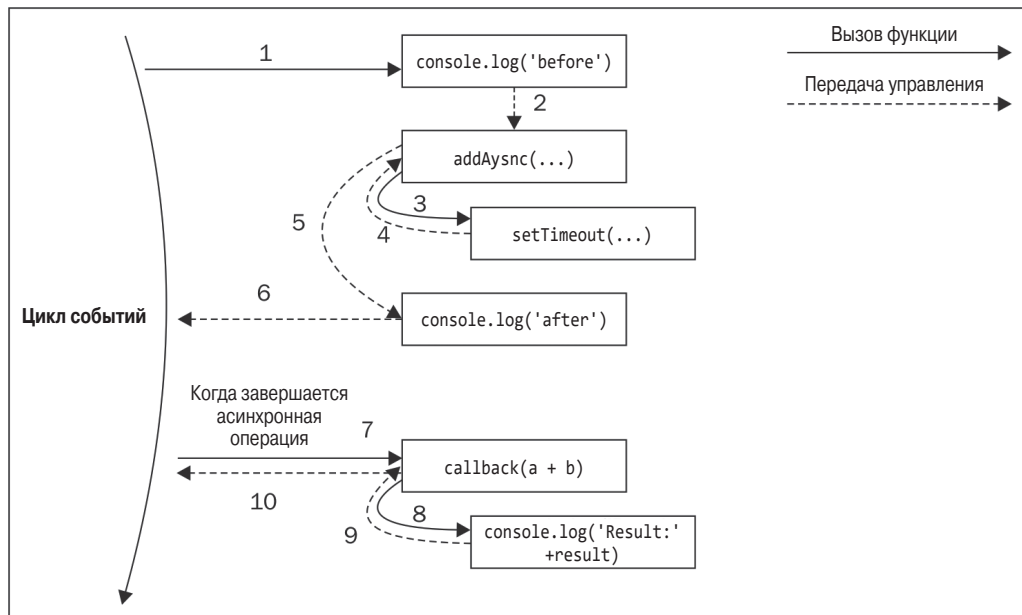 1
console.log('before')
Вызов функции
2
Передача управления
addAysnc(...)
3
5
4
setTimeout(...)
6
Цикл событий
console.log('after')
Когда завершается
асинхронная
операция
7
callback(a + b)
10
8
9
console.log('Result:'
+result)